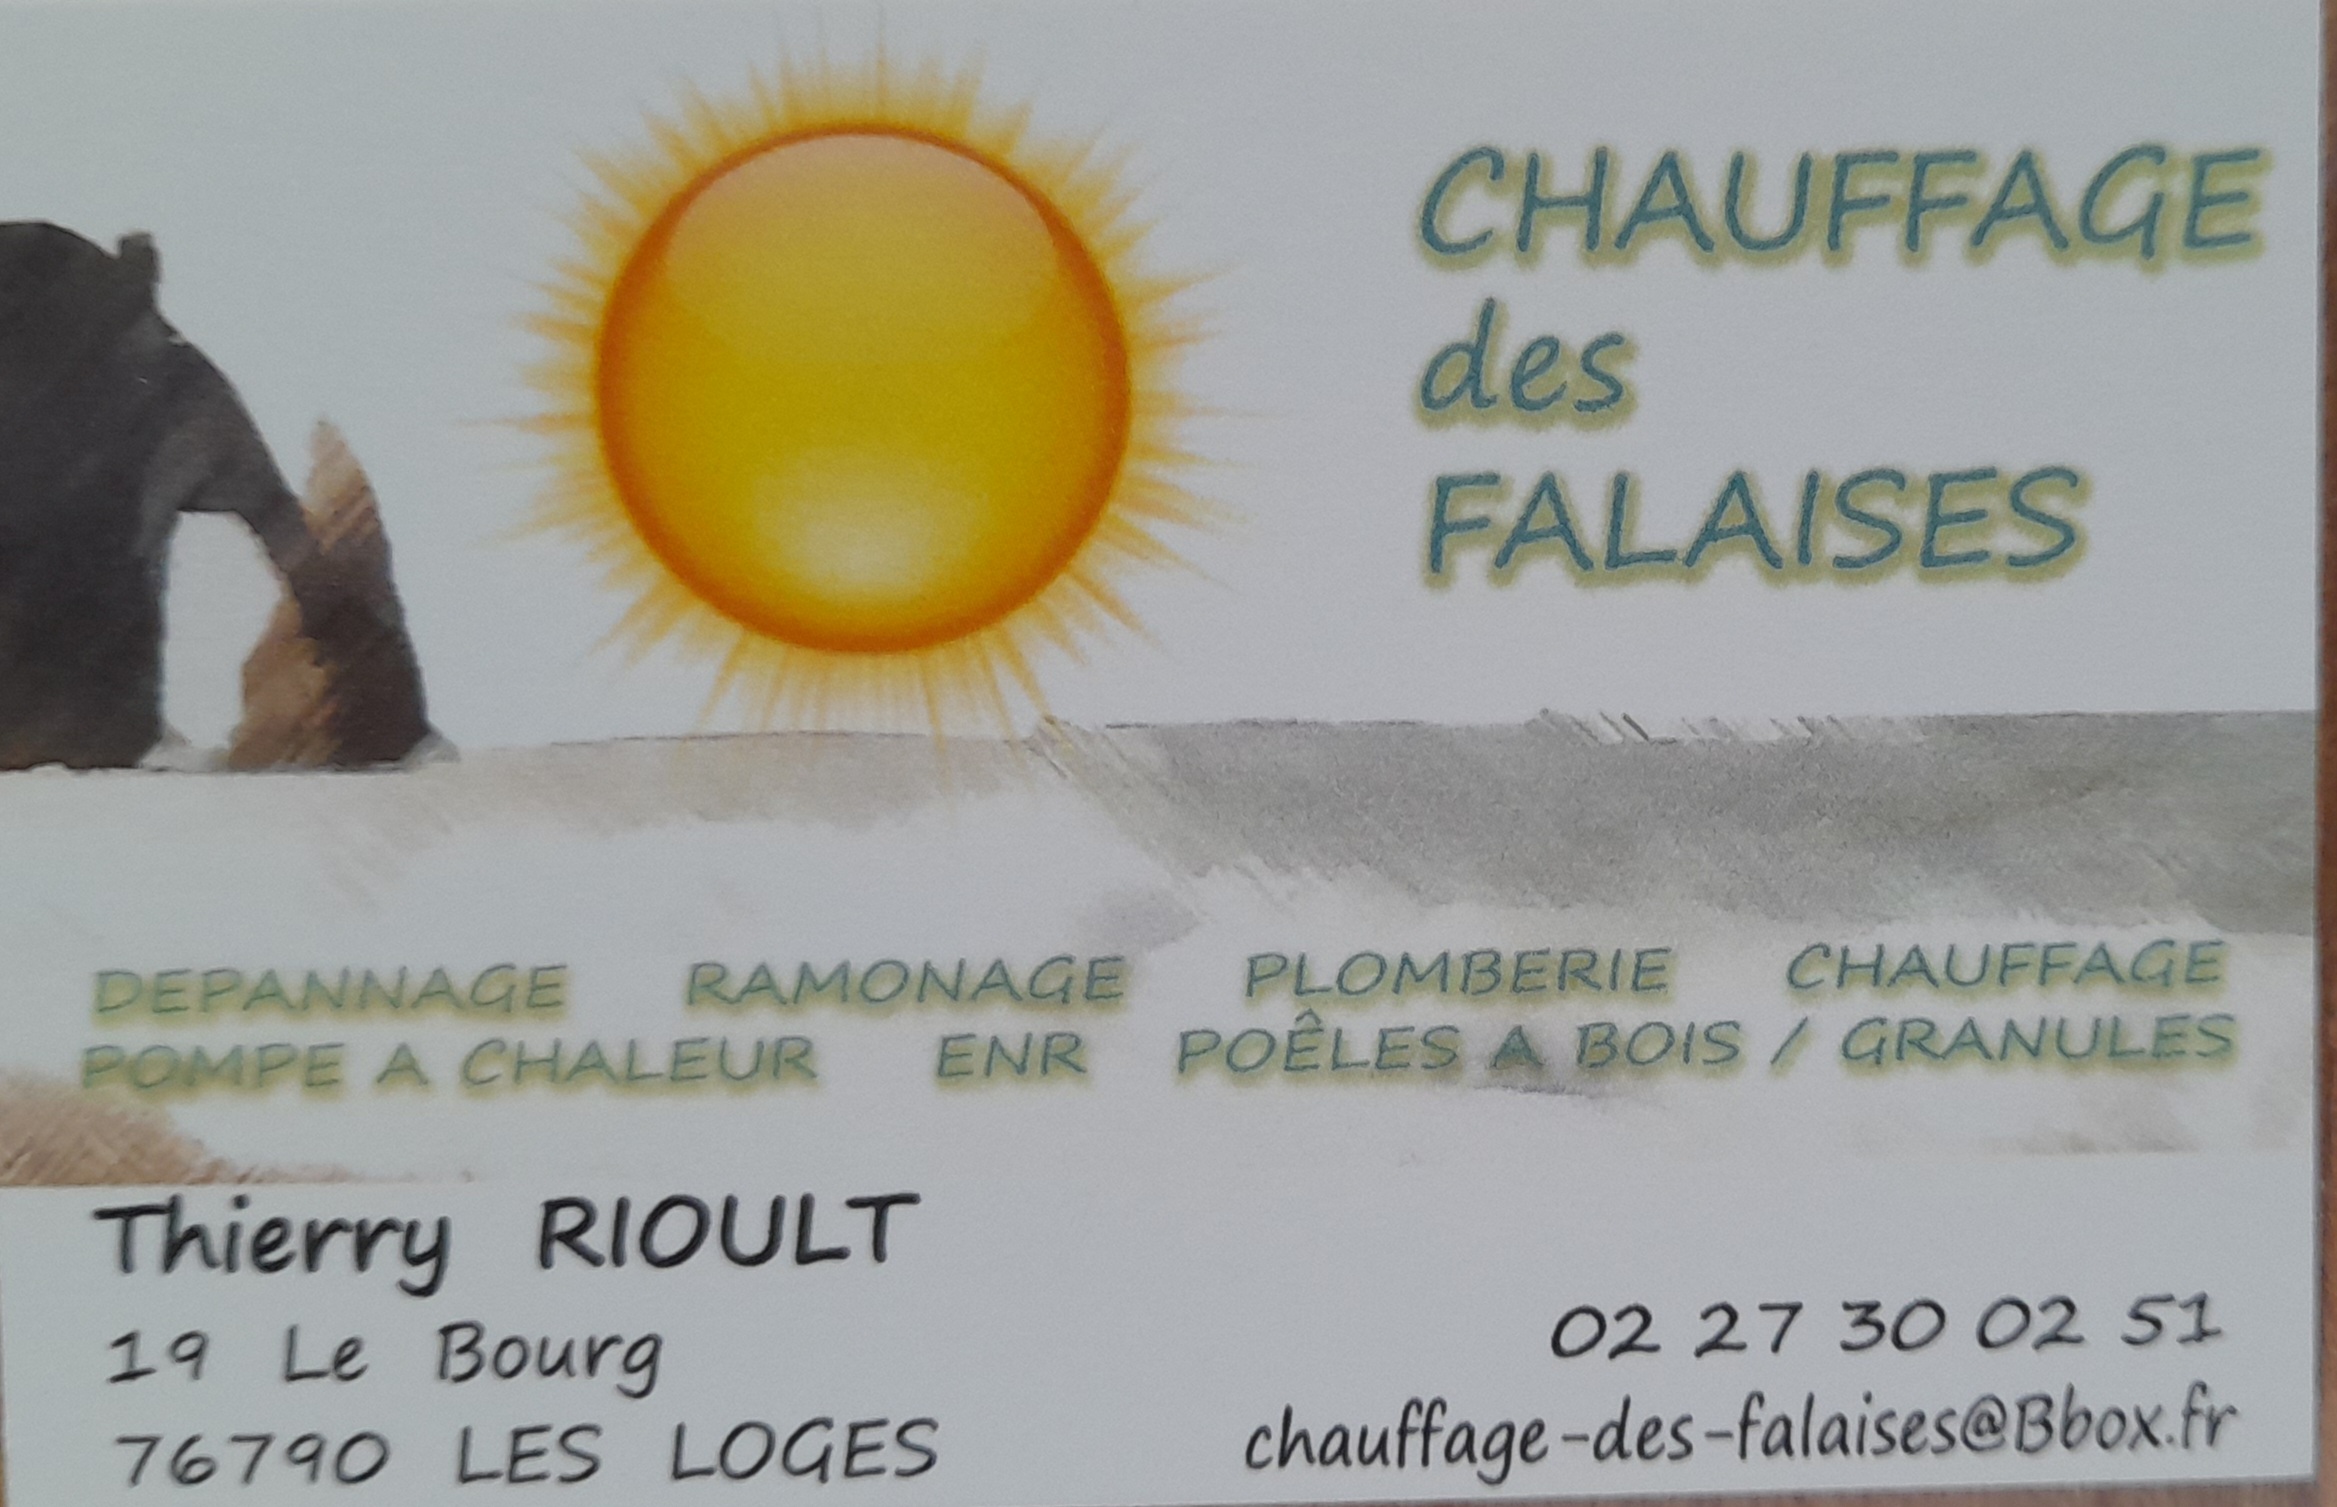 CHAUFFAGE
des
FALAISES
DEPANNAGE RAMONAGE PLOMBERIE CHAUFFAGE
POMPE A CHALEUR ENR POÊLES A BOIS / GRANULES
Thierry RIOULT
19 Le Bourg
76790 LES LOGES
02 27 30 02 51
chauffage-des-falaises@Bbox.fr